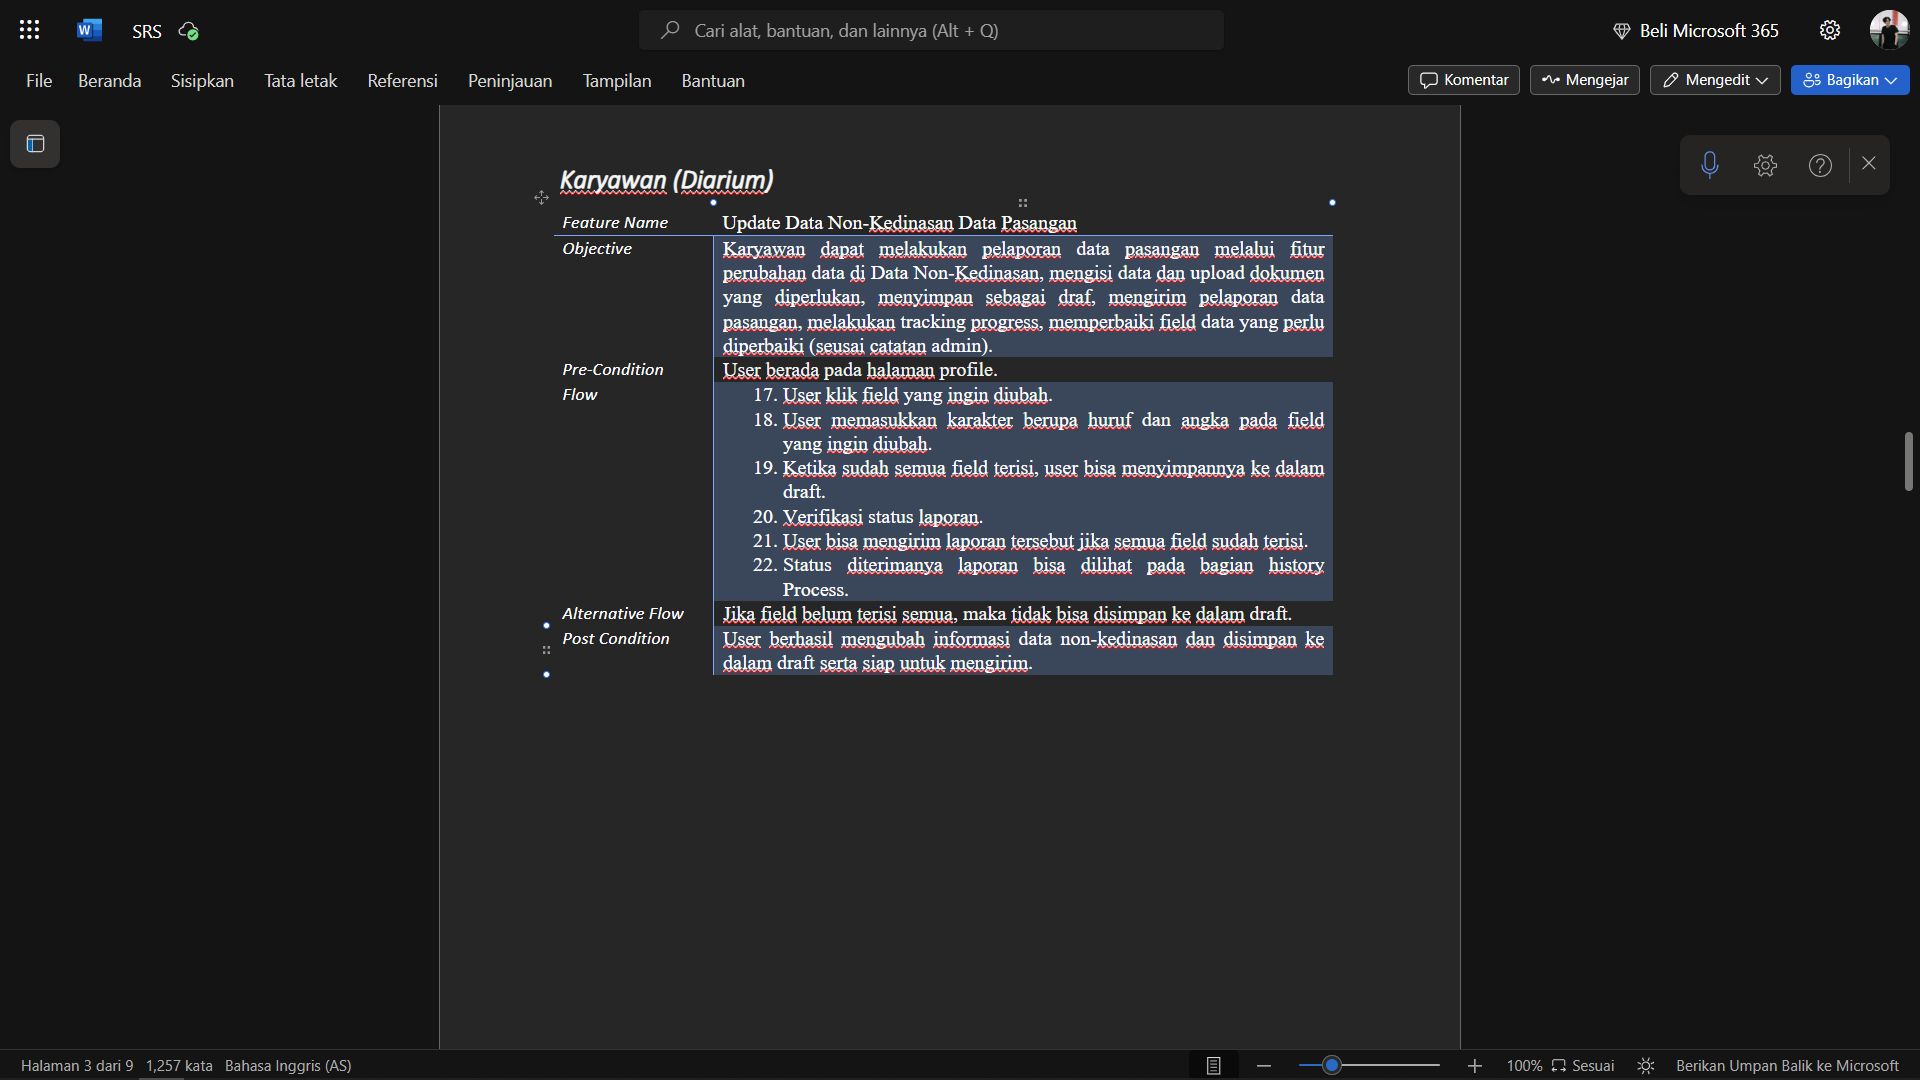 SRS
Cari alat, bantuan, dan lainnya (Alt + Q)
Beli Microsoft 365
File Beranda Sisipkan Tata letak Referensi Peninjauan Tampilan Bantuan
Komentar Mengejar Mengedit Bagikan
Karyawan (Diarium)
Feature Name Update Data Non-Kedinasan Data Pasangan
Objective Karyawan dapat melakukan pelaporan data pasangan melalui fitur
perubahan data di Data Non-Kedinasan, mengisi data dan upload dokumen
yang diperlukan, menyimpan sebagai draf, mengirim pelaporan data
pasangan, melakukan tracking progress, memperbaiki field data yang perlu
diperbaiki (seusai catatan admin).
Pre-Condition User berada pada halaman profile.
Flow 17. User klik field yang ingin diubah.
18. User memasukkan karakter berupa huruf dan angka pada field
yang ingin diubah.
19. Ketika sudah semua field terisi, user bisa menyimpannya ke dalam
draft.
20. Verifikasi status laporan.
21. User bisa mengirim laporan tersebut jika semua field sudah terisi.
22. Status diterimanya laporan bisa dilihat pada bagian history
Process.
Alternative Flow Jika field belum terisi semua, maka tidak bisa disimpan ke dalam draft.
Post Condition User berhasil mengubah informasi data non-kedinasan dan disimpan ke
dalam draft serta siap untuk mengirim.
Halaman 3 dari 9 1,257 kata Bahasa Inggris (AS) 100% Sesuai Berikan Umpan Balik ke Microsoft